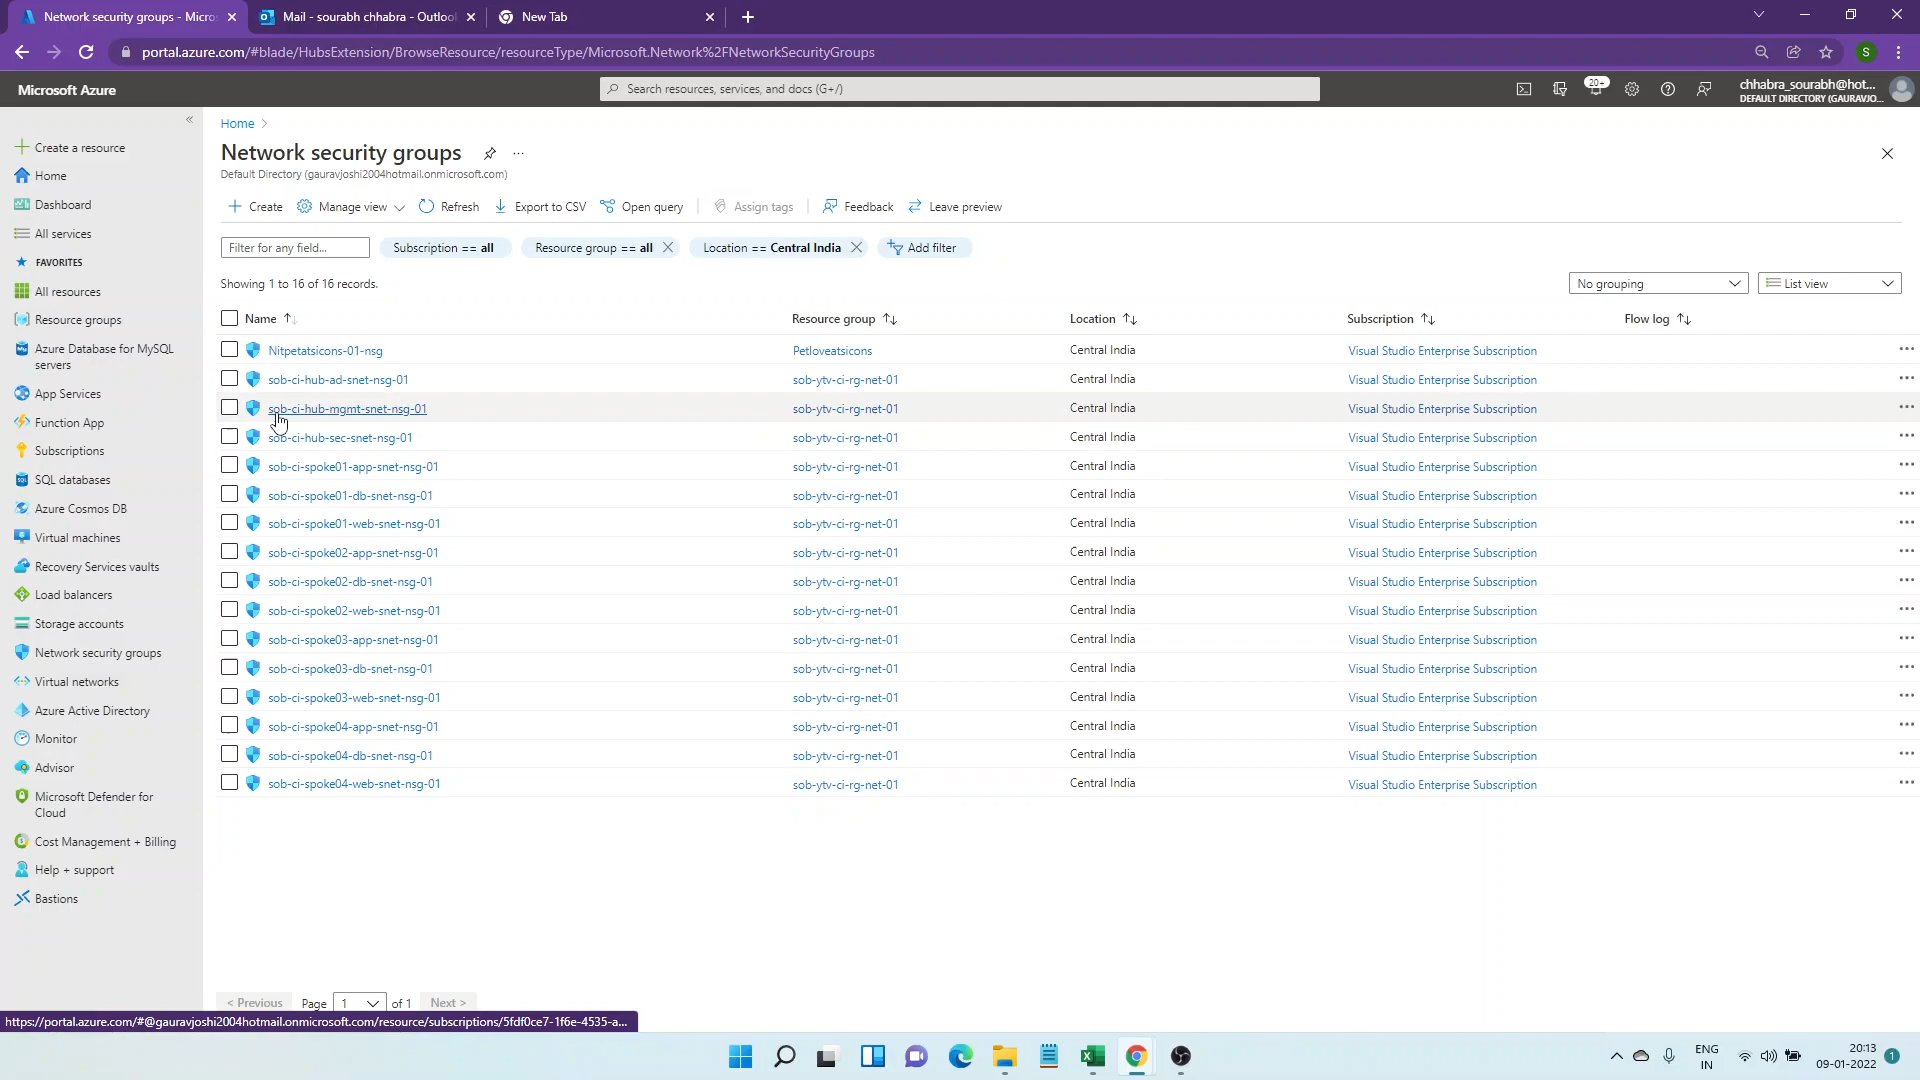 Network security groups - Micros
Mail - sourabh chhabra - Outlook
New Tab
portal.azure.com/#blade/HubsExtension/BrowseResource/resourceType/Microsoft.Network%2FNetworkSecurityGroups
S
Microsoft Azure
Search resources, services, and docs (G+/)
20+
chhabra_sourabh@hot...
DEFAULT DIRECTORY (GAURAVJO...
Create a resource
Home
Dashboard
All services
FAVORITES
All resources
Resource groups
Azure Database for MySQL
servers
App Services
Function App
Subscriptions
SQL databases
Azure Cosmos DB
Virtual machines
Recovery Services vaults
Load balancers
Storage accounts
Network security groups
Virtual networks
Azure Active Directory
Monitor
Advisor
Microsoft Defender for
Cloud
Cost Management + Billing
Help + support
Bastions
Home
Network security groups
Default Directory (gauravjoshi2004hotmail.onmicrosoft.com)
Create Manage view Refresh Export to CSV Open query Assign tags Feedback Leave preview
Filter for any field... Subscription == all Resource group == all Location == Central India Add filter
Showing 1 to 16 of 16 records.
No grouping List view
Name Resource group Location Subscription Flow log
Nitpetatsicons-01-nsg Petloveatsicons Central India Visual Studio Enterprise Subscription
sob-ci-hub-ad-snet-nsg-01 sob-ytv-ci-rg-net-01 Central India Visual Studio Enterprise Subscription
sob-ci-hub-mgmt-snet-nsg-01 sob-ytv-ci-rg-net-01 Central India Visual Studio Enterprise Subscription
sob-ci-hub-sec-snet-nsg-01 sob-ytv-ci-rg-net-01 Central India Visual Studio Enterprise Subscription
sob-ci-spoke01-app-snet-nsg-01 sob-ytv-ci-rg-net-01 Central India Visual Studio Enterprise Subscription
sob-ci-spoke01-db-snet-nsg-01 sob-ytv-ci-rg-net-01 Central India Visual Studio Enterprise Subscription
sob-ci-spoke01-web-snet-nsg-01 sob-ytv-ci-rg-net-01 Central India Visual Studio Enterprise Subscription
sob-ci-spoke02-app-snet-nsg-01 sob-ytv-ci-rg-net-01 Central India Visual Studio Enterprise Subscription
sob-ci-spoke02-db-snet-nsg-01 sob-ytv-ci-rg-net-01 Central India Visual Studio Enterprise Subscription
sob-ci-spoke02-web-snet-nsg-01 sob-ytv-ci-rg-net-01 Central India Visual Studio Enterprise Subscription
sob-ci-spoke03-app-snet-nsg-01 sob-ytv-ci-rg-net-01 Central India Visual Studio Enterprise Subscription
sob-ci-spoke03-db-snet-nsg-01 sob-ytv-ci-rg-net-01 Central India Visual Studio Enterprise Subscription
sob-ci-spoke03-web-snet-nsg-01 sob-ytv-ci-rg-net-01 Central India Visual Studio Enterprise Subscription
sob-ci-spoke04-app-snet-nsg-01 sob-ytv-ci-rg-net-01 Central India Visual Studio Enterprise Subscription
sob-ci-spoke04-db-snet-nsg-01 sob-ytv-ci-rg-net-01 Central India Visual Studio Enterprise Subscription
sob-ci-spoke04-web-snet-nsg-01 sob-ytv-ci-rg-net-01 Central India Visual Studio Enterprise Subscription
< Previous Page 1 of 1 Next >
https://portal.azure.com/#@gauravjoshi2004hotmail.onmicrosoft.com/resource/subscriptions/5fdf0ce7-1f6e-4535-a...
ENG
IN
20:13
09-01-2022
1